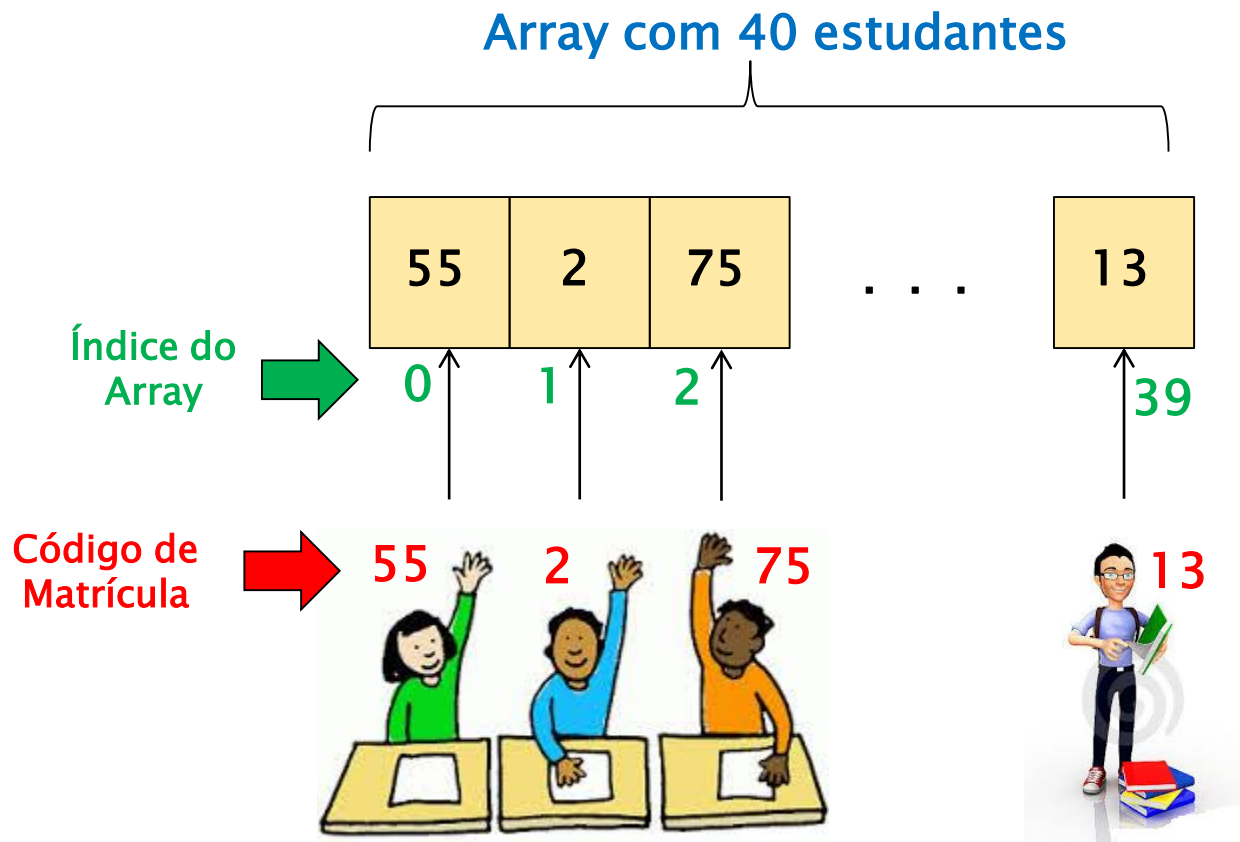 Array com 40 estudantes
55 2 75 . . . 13
Índice do
Array
0 1 2 39
Código de
Matrícula
55 2 75 13